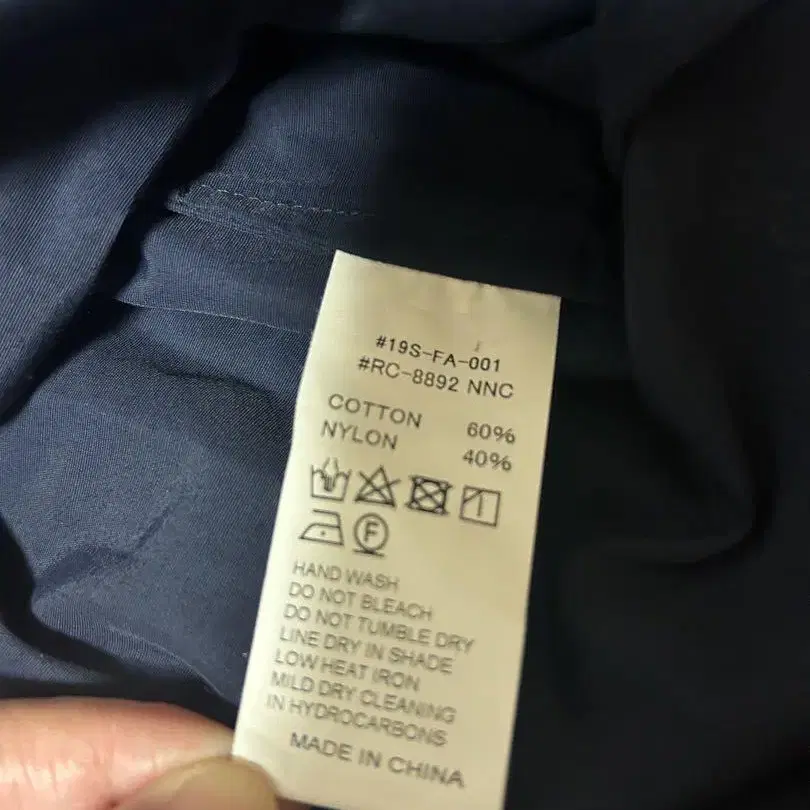 #19S-FA-001
#RC-8892 NNC
COTTON 60%
NYLON 40%
F
HAND WASH
DO NOT BLEACH
DO NOT TUMBLE DRY
LINE DRY IN SHADE
LOW HEAT IRON
MILD DRY CLEANING
IN HYDROCARBONS
MADE IN CHINA